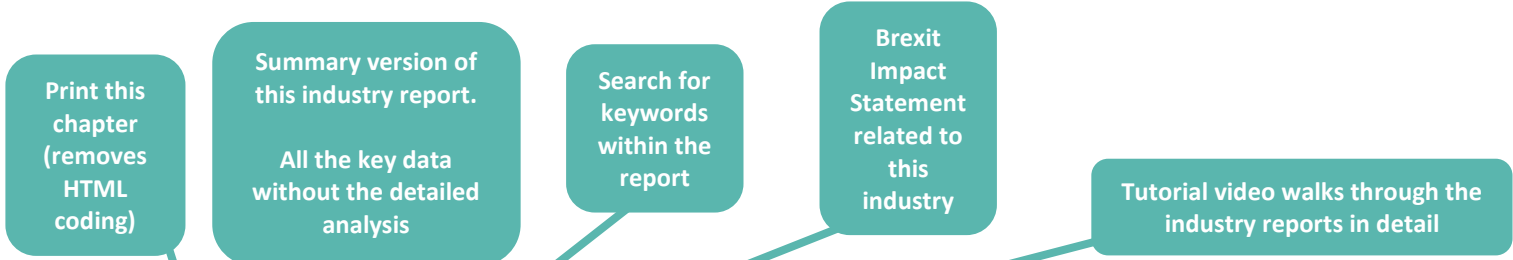 Print this
chapter
(removes
HTML
coding)
Summary version of
this industry report.
All the key data
without the detailed
analysis
Search for
keywords
within the
report
Brexit
Impact
Statement
related to
this
industry
Tutorial video walks through the
industry reports in detail